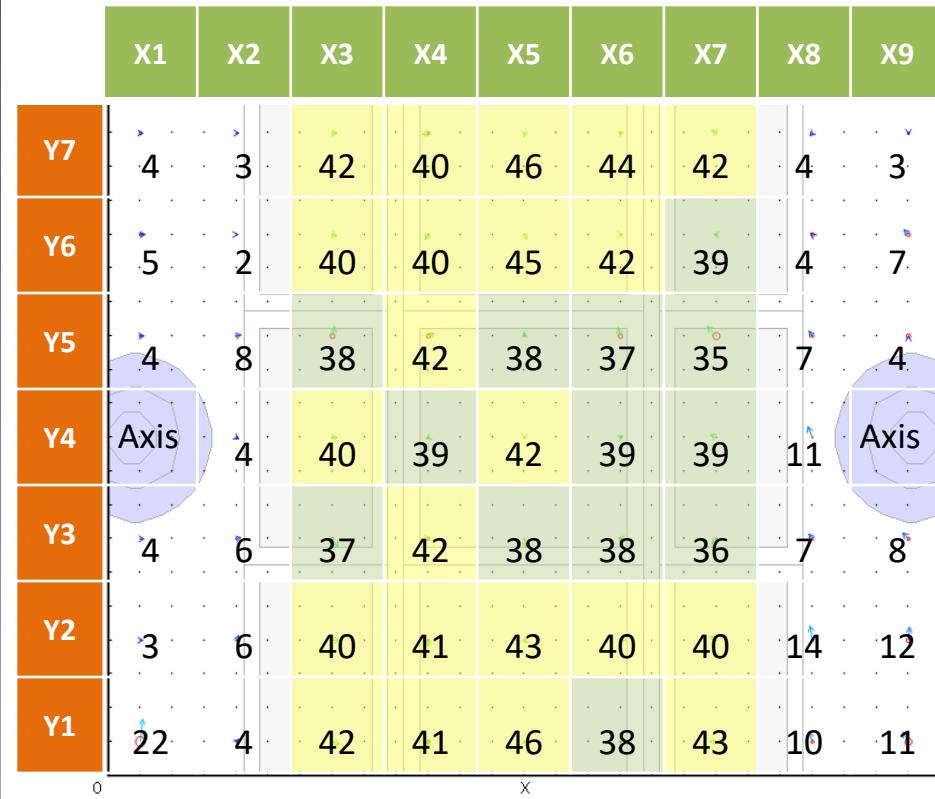 X1 X2 X3 X4 X5 X6 X7 X8 X9
Y7 4 3 42 40 46 44 42 4 3
Y6 5 2 40 40 45 42 39 4 7
Y5 4 8 38 42 38 37 35 7 4
Y4 Axis 4 40 39 42 39 39 11 Axis
Y3 4 6 37 42 38 38 36 7 8
Y2 3 6 40 41 43 40 40 14 12
Y1 22 4 42 41 46 38 43 10 11
0 X